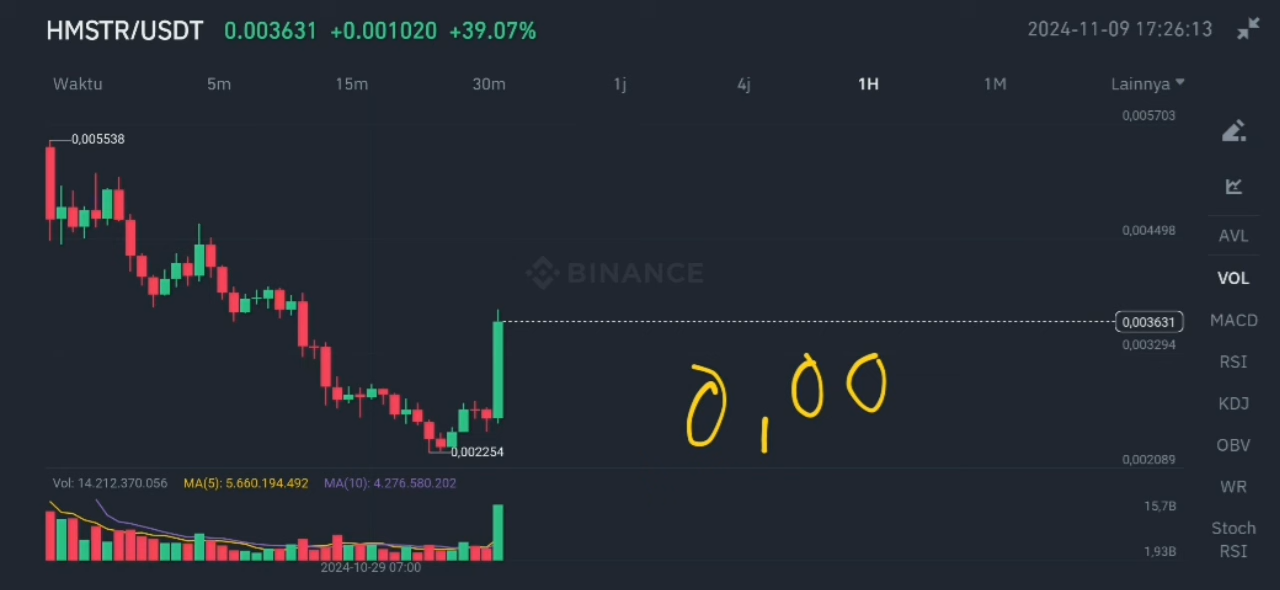 HMSTR/USDT 0.003631 +0.001020 +39.07% 2024-11-09 17:26:13
Waktu 5m 15m 30m 1j 4j 1H 1M Lainnya
0,005703
0,005538
0,004498
AVL
BINANCE
VOL
0,003631
MACD
0,003294
RSI
0,00
KDJ
OBV
0,002254
0,002089
Vol: 14.212.370.056 MA(5): 5.660.194.492 MA(10): 4.276.580.202
WR
15,7B
Stoch
RSI
1,93B
2024-10-29 07:00